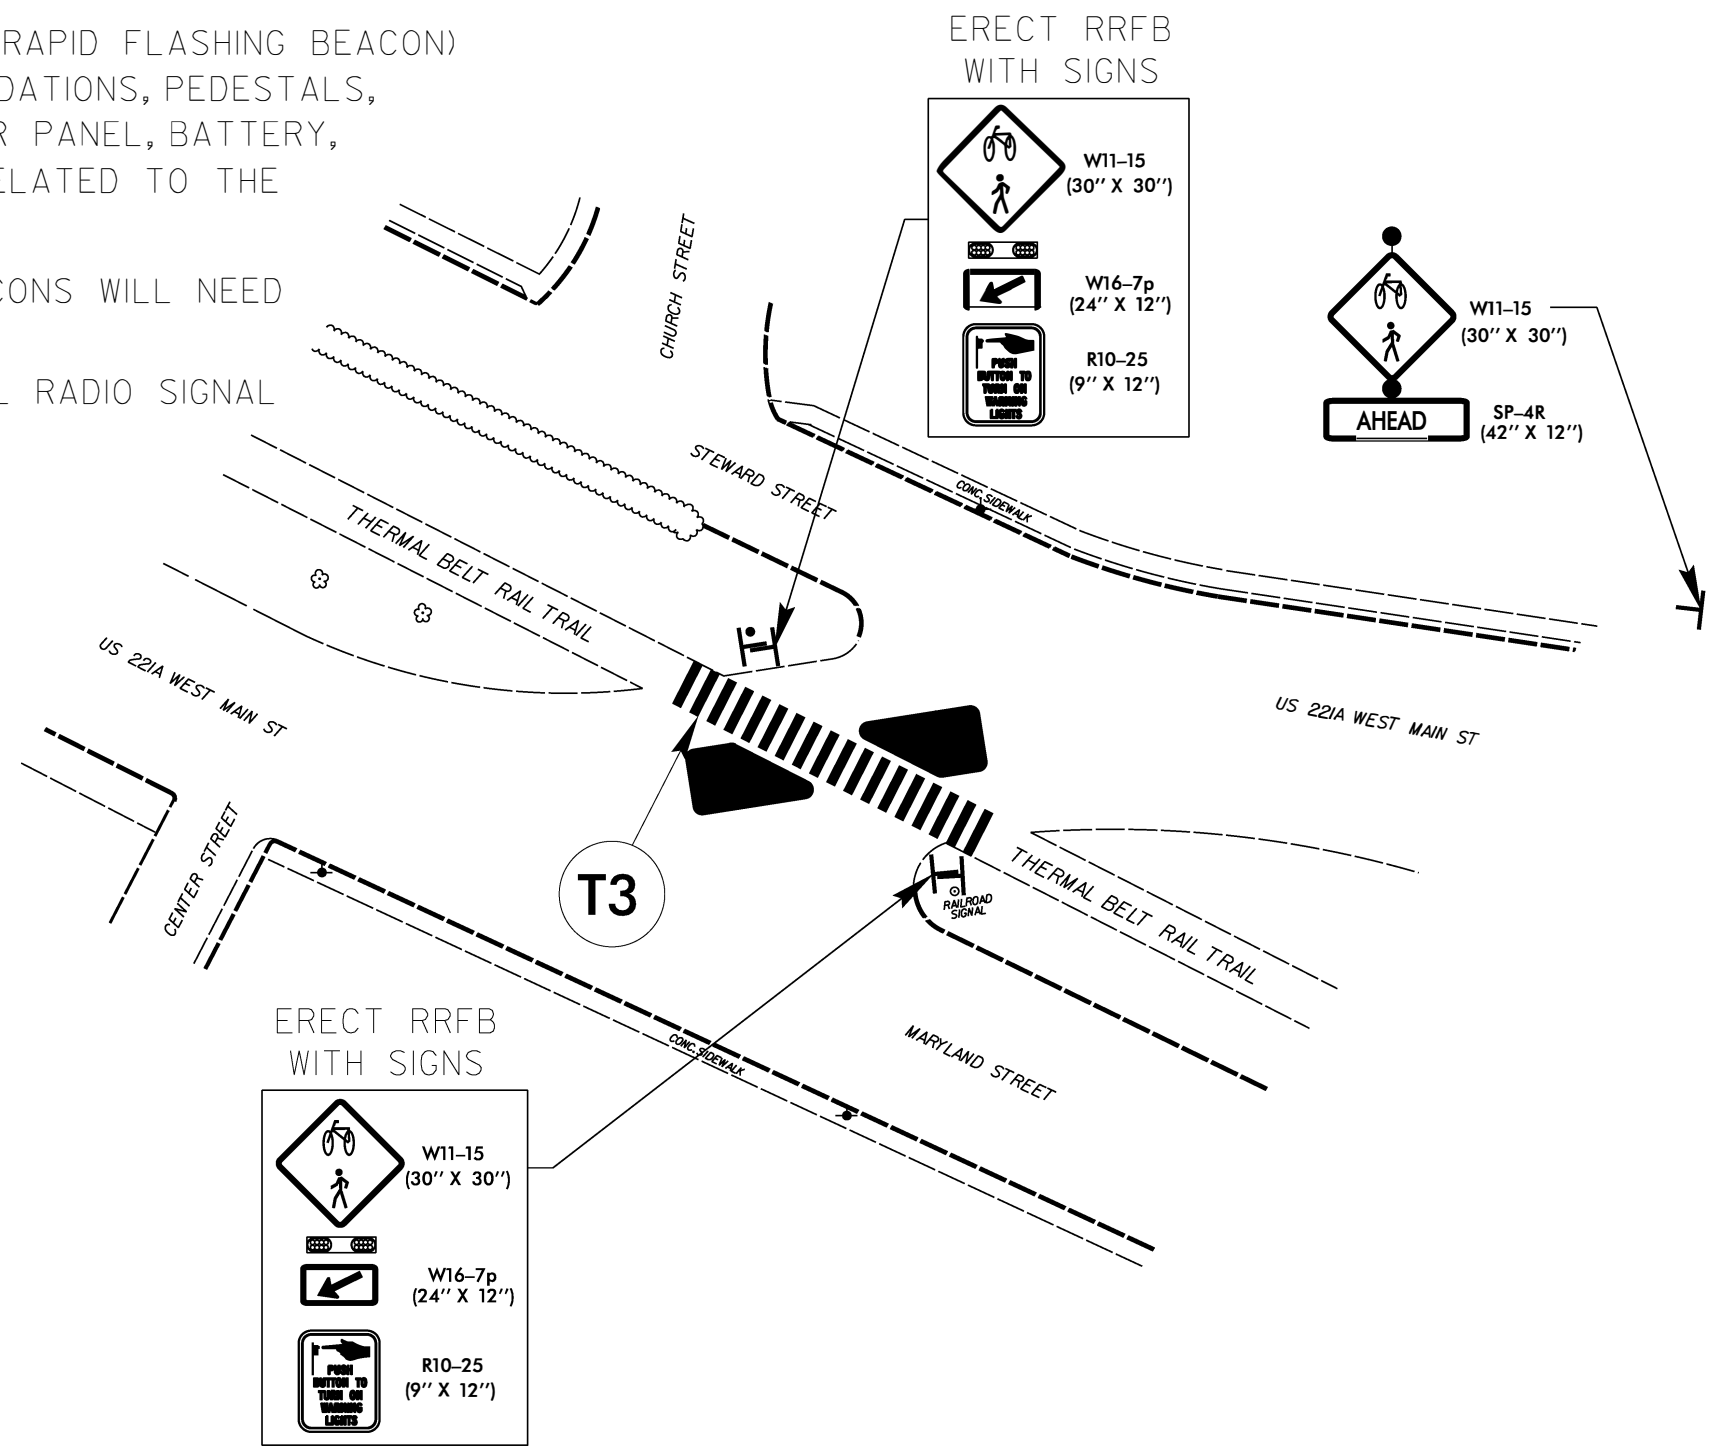 RAPID FLASHING BEACON)
DATIONS, PEDESTALS,
R PANEL, BATTERY,
ELATED TO THE
CONS WILL NEED
L RADIO SIGNAL
ERECT RRFB
WITH SIGNS
W11–15
(30'' X 30'')
W16–7p
(24'' X 12'')
PUSH
BUTTON TO
TURN ON
WARNING
LIGHTS
R10–25
(9'' X 12'')
W11–15
(30'' X 30'')
AHEAD
SP–4R
(42'' X 12'')
CHURCH STREET
STEWARD STREET
CONC. SIDEWALK
THERMAL BELT RAIL TRAIL
US 221A WEST MAIN ST
US 221A WEST MAIN ST
CENTER STREET
T3
RAILROAD
SIGNAL
THERMAL BELT RAIL TRAIL
MARYLAND STREET
CONC. SIDEWALK
ERECT RRFB
WITH SIGNS
W11–15
(30'' X 30'')
W16–7p
(24'' X 12'')
PUSH
BUTTON TO
TURN ON
WARNING
LIGHTS
R10–25
(9'' X 12'')